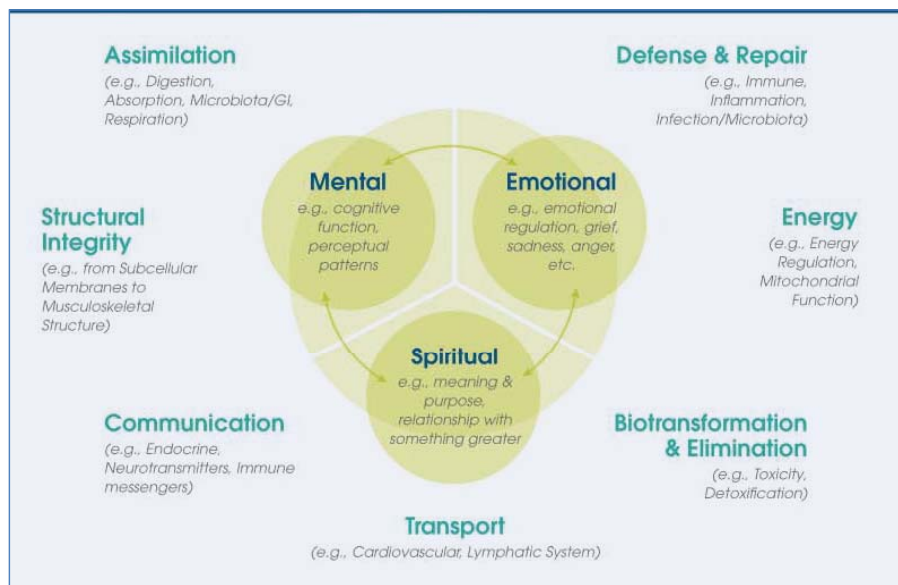 Assimilation
(e.g., Digestion,
Absorption, Microbiota/GI,
Respiration)
Defense & Repair
(e.g., Immune,
Inflammation,
Infection/Microbiota)
Mental
e.g., cognitive
function,
perceptual
patterns
Emotional
e.g., emotional
regulation, grief,
sadness, anger,
etc.
Structural
Integrity
(e.g., from Subcellular
Membranes to
Musculoskeletal
Structure)
Energy
(e.g., Energy
Regulation,
Mitochondrial
Function)
Spiritual
e.g., meaning &
purpose,
relationship with
something greater
Communication
(e.g., Endocrine,
Neurotransmitters, Immune
messengers)
Biotransformation
& Elimination
(e.g., Toxicity,
Detoxification)
Transport
(e.g., Cardiovascular, Lymphatic System)